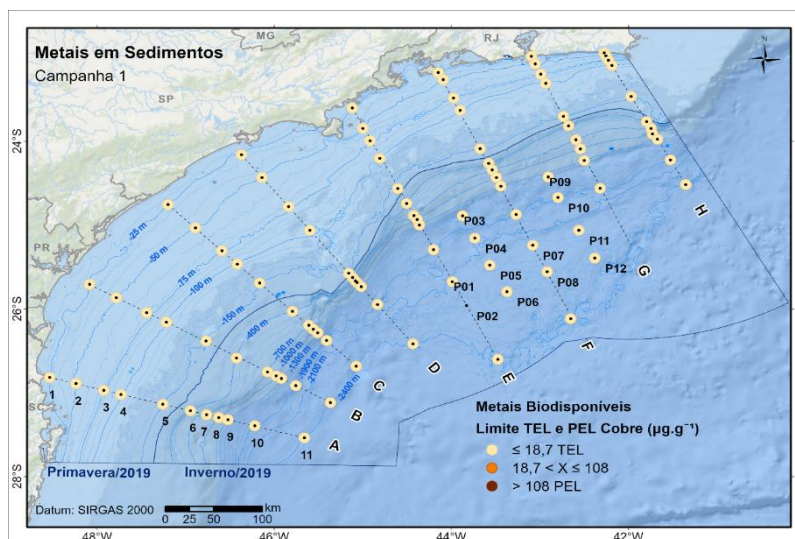 Metais em Sedimentos
Campanha 1
MG
RJ
SP
PR
SC
N
24°S
26°S
28°S
-25 m
-50 m
-75 m
-100 m
-150 m
-400 m
-700 m
-1000 m
-1300 m
-1900 m
-2100 m
-2400 m
P09
P10
P03
P04
P11
P07
P12
P05
P08
P01
P06
P02
H
G
F
E
D
C
B
A
1
2
3
4
5
6
7
8
9
10
11
Primavera/2019
Inverno/2019
Metais Biodisponíveis
Limite TEL e PEL Cobre (µg.g⁻¹)
≤ 18,7 TEL
18,7 < X ≤ 108
> 108 PEL
Datum: SIRGAS 2000
km
0 25 50 100
48°W
46°W
44°W
42°W